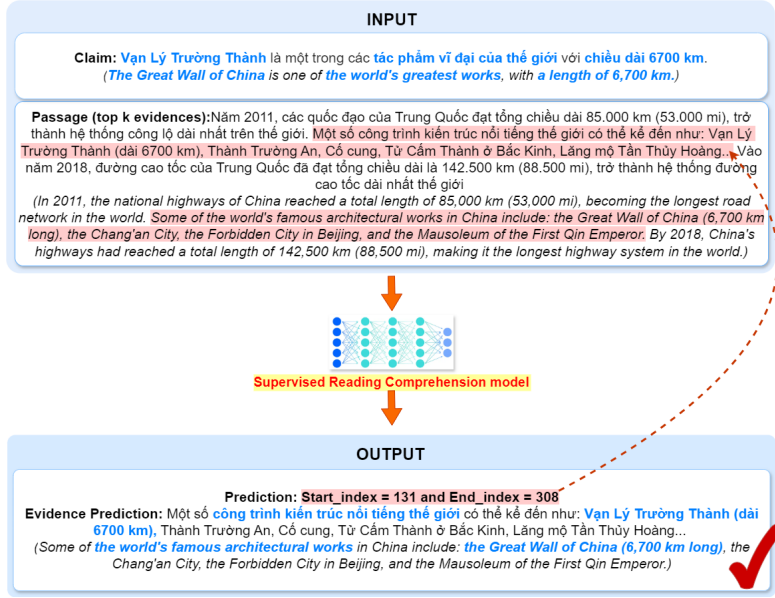 INPUT
Claim: Vạn Lý Trường Thành là một trong các tác phẩm vĩ đại của thế giới với chiều dài 6700 km.
(The Great Wall of China is one of the world's greatest works, with a length of 6,700 km.)
Passage (top k evidences):Năm 2011, các quốc đạo của Trung Quốc đạt tổng chiều dài 85.000 km (53.000 mi), trở
thành hệ thống công lộ dài nhất trên thế giới. Một số công trình kiến trúc nổi tiếng thế giới có thể kể đến như: Vạn Lý
Trường Thành (dài 6700 km), Thành Trường An, Cố cung, Tử Cấm Thành ở Bắc Kinh, Lăng mộ Tần Thủy Hoàng... Vào
năm 2018, đường cao tốc của Trung Quốc đã đạt tổng chiều dài là 142.500 km (88.500 mi), trở thành hệ thống đường
cao tốc dài nhất thế giới
(In 2011, the national highways of China reached a total length of 85,000 km (53,000 mi), becoming the longest road
network in the world. Some of the world's famous architectural works in China include: the Great Wall of China (6,700 km
long), the Chang'an City, the Forbidden City in Beijing, and the Mausoleum of the First Qin Emperor. By 2018, China's
highways had reached a total length of 142,500 km (88,500 mi), making it the longest highway system in the world.)
Supervised Reading Comprehension model
OUTPUT
Prediction: Start_index = 131 and End_index = 308
Evidence Prediction: Một số công trình kiến trúc nổi tiếng thế giới có thể kể đến như: Vạn Lý Trường Thành (dài
6700 km), Thành Trường An, Cố cung, Tử Cấm Thành ở Bắc Kinh, Lăng mộ Tần Thủy Hoàng...
(Some of the world's famous architectural works in China include: the Great Wall of China (6,700 km long), the
Chang'an City, the Forbidden City in Beijing, and the Mausoleum of the First Qin Emperor.)